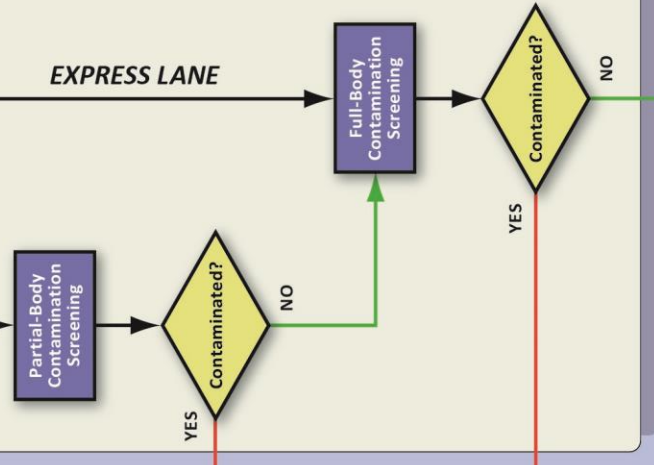 EXPRESS LANE
Full-Body
Contamination
Screening
Contaminated?
NO
YES
Partial-Body
Contamination
Screening
Contaminated?
NO
YES